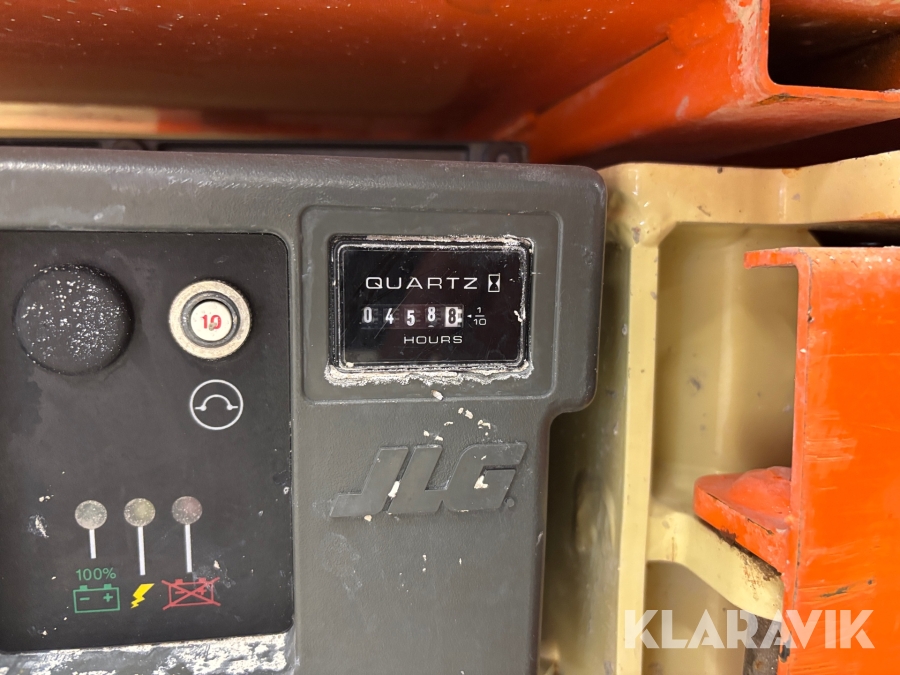 QUARTZ
04588 1/10
HOURS
10
JLG
100%
- +
KLARAVIK